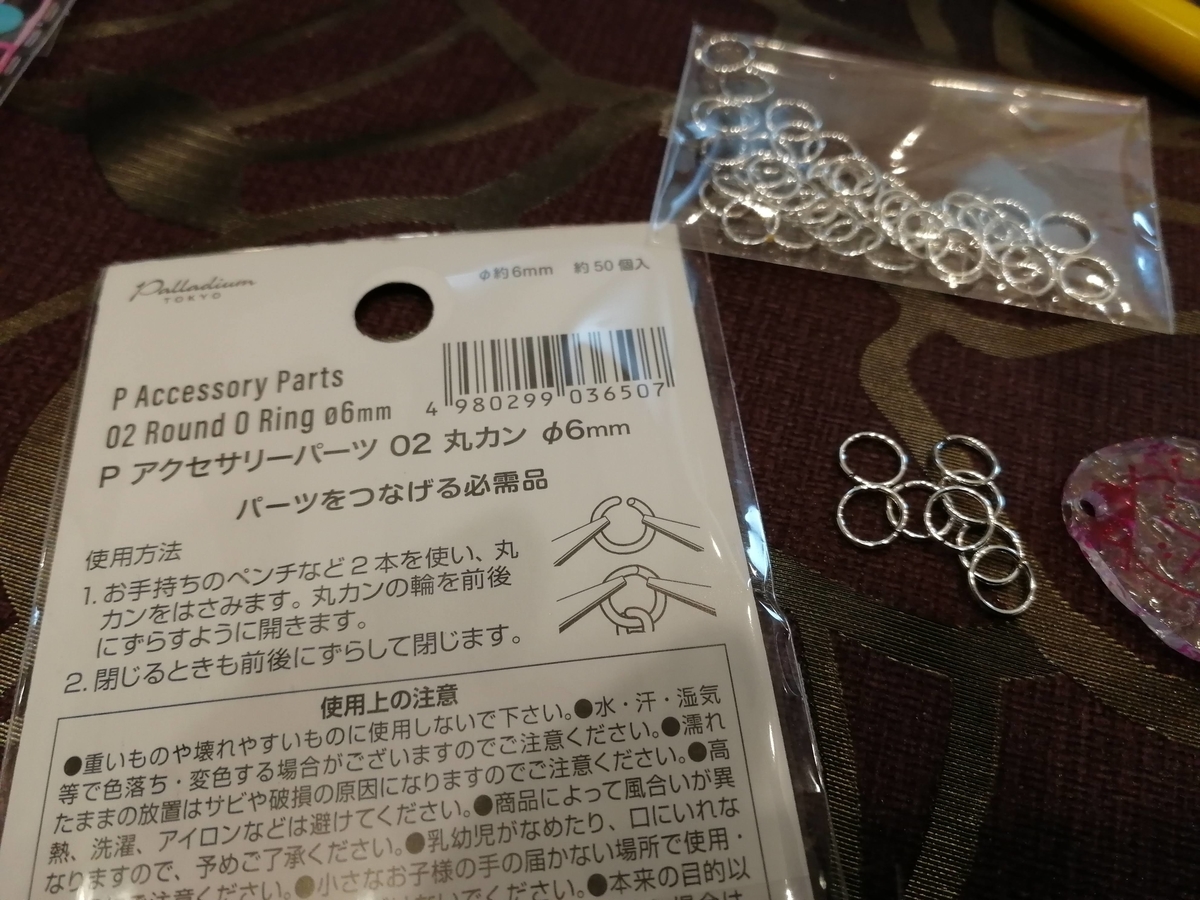 Palladium
TOKYO
φ約6mm 約50個入
P Accessory Parts
02 Round O Ring ø6mm
4 980299 036507
P アクセサリーパーツ 02 丸カン φ6mm
パーツをつなげる必需品
使用方法
1. お手持ちのペンチなど2本を使い、丸
カンをはさみます。丸カンの輪を前後
にずらすように開きます。
2. 閉じるときも前後にずらして閉じます。
使用上の注意
●重いものや壊れやすいものに使用しないで下さい。●水・汗・湿気
等で色落ち・変色する場合がございますのでご注意ください。●濡れ
たままの放置はサビや破損の原因になりますのでご注意ください。●高
熱、洗濯、アイロンなどは避けてください。●商品によって風合いが異
なりますので、予めご了承ください。●乳幼児がなめたり、口にいれな
ご注意ください。●小さなお子様の手の届かない場所で使用・
ください。●本来の目的以
場合は